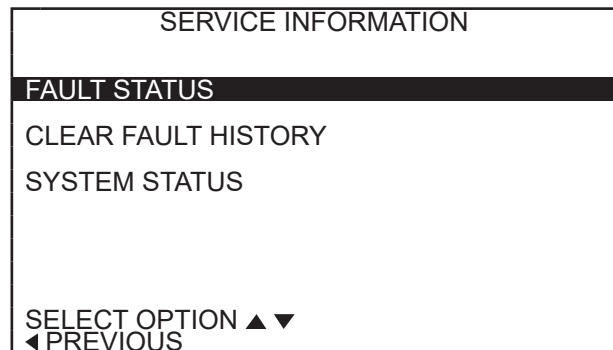 SERVICE INFORMATION
FAULT STATUS
CLEAR FAULT HISTORY
SYSTEM STATUS
SELECT OPTION ▲ ▼
◀ PREVIOUS